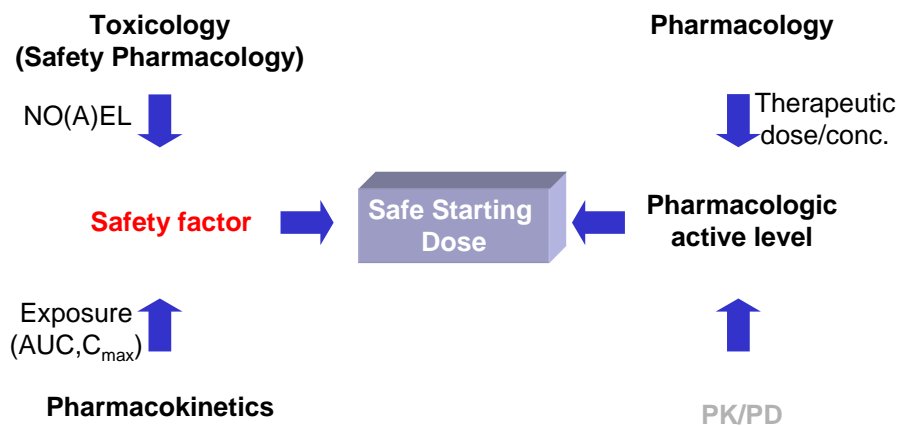 Toxicology
(Safety Pharmacology)
Pharmacology
NO(A)EL
Therapeutic
dose/conc.
Safety factor
Safe Starting
Dose
Pharmacologic
active level
Exposure
(AUC,Cmax)
Pharmacokinetics
PK/PD